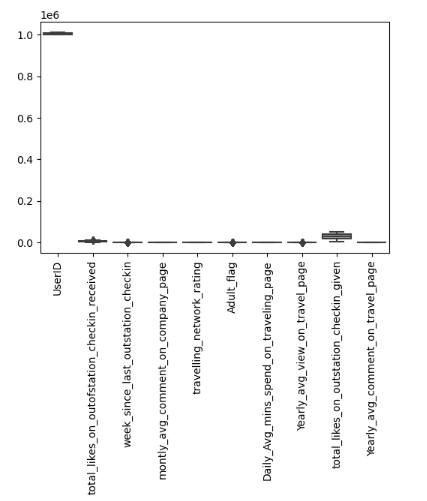 1e6
1.0
0.8
0.6
0.4
0.2
0.0
UserID
total_likes_on_outofstation_checkin_received
week_since_last_outstation_checkin
montly_avg_comment_on_company_page
travelling_network_rating
Adult_flag
Daily_Avg_mins_spend_on_traveling_page
Yearly_avg_view_on_travel_page
total_likes_on_outstation_checkin_given
Yearly_avg_comment_on_travel_page